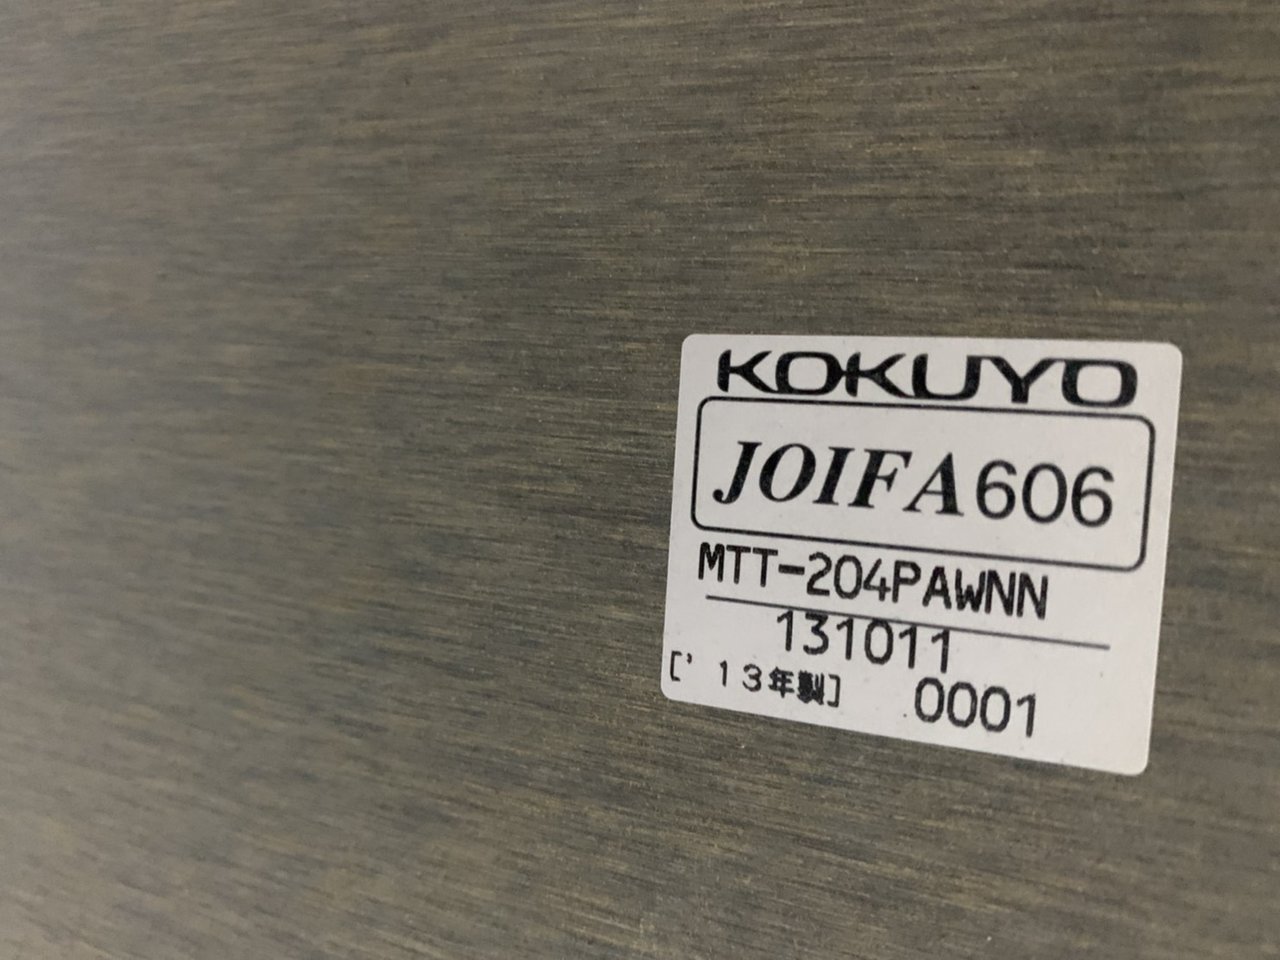 KOKUYO
JOIFA606
MTT-204PAWNN
131011
['13年製] 0001